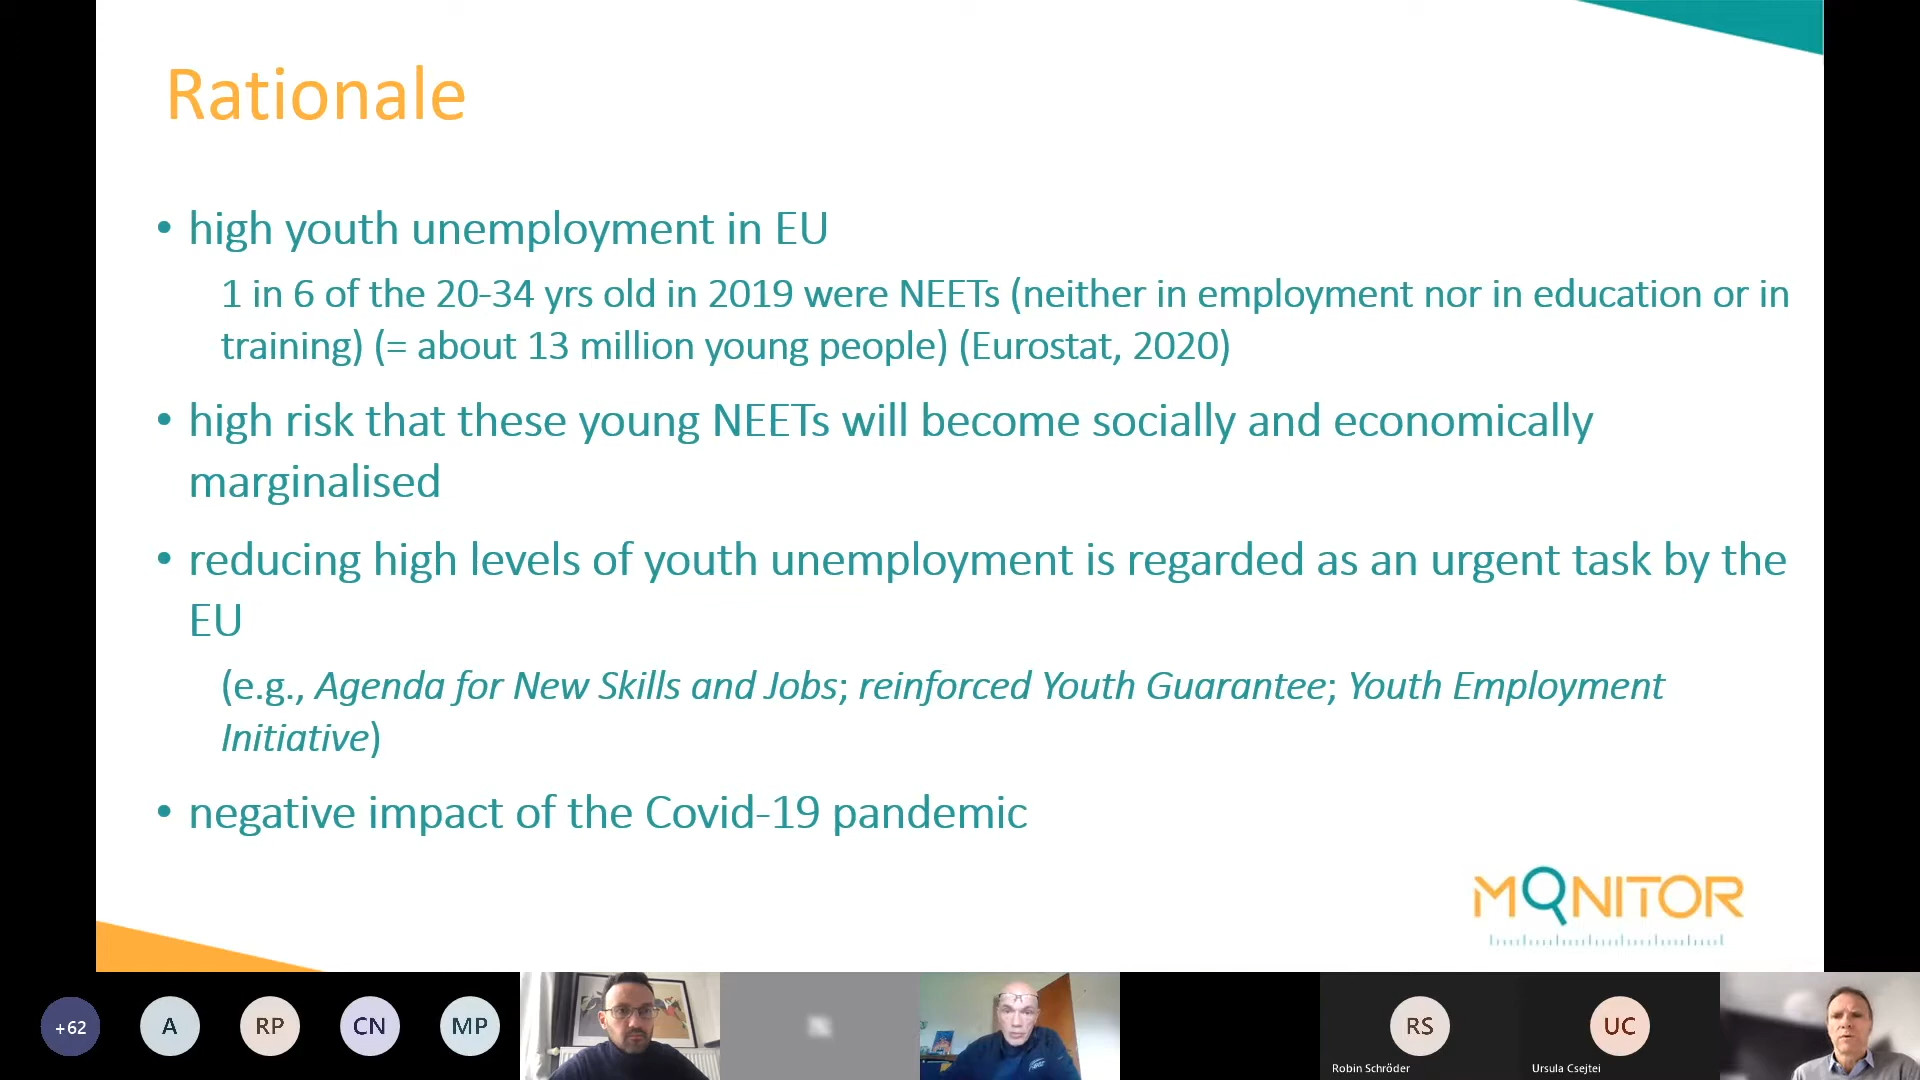 Rationale
• high youth unemployment in EU
1 in 6 of the 20-34 yrs old in 2019 were NEETs (neither in employment nor in education or in
training) (= about 13 million young people) (Eurostat, 2020)
• high risk that these young NEETs will become socially and economically
marginalised
• reducing high levels of youth unemployment is regarded as an urgent task by the
EU
(e.g., Agenda for New Skills and Jobs; reinforced Youth Guarantee; Youth Employment
Initiative)
• negative impact of the Covid-19 pandemic
MONITOR
+62
A
RP
CN
MP
RS
UC
Robin Schröder
Ursula Csejtei